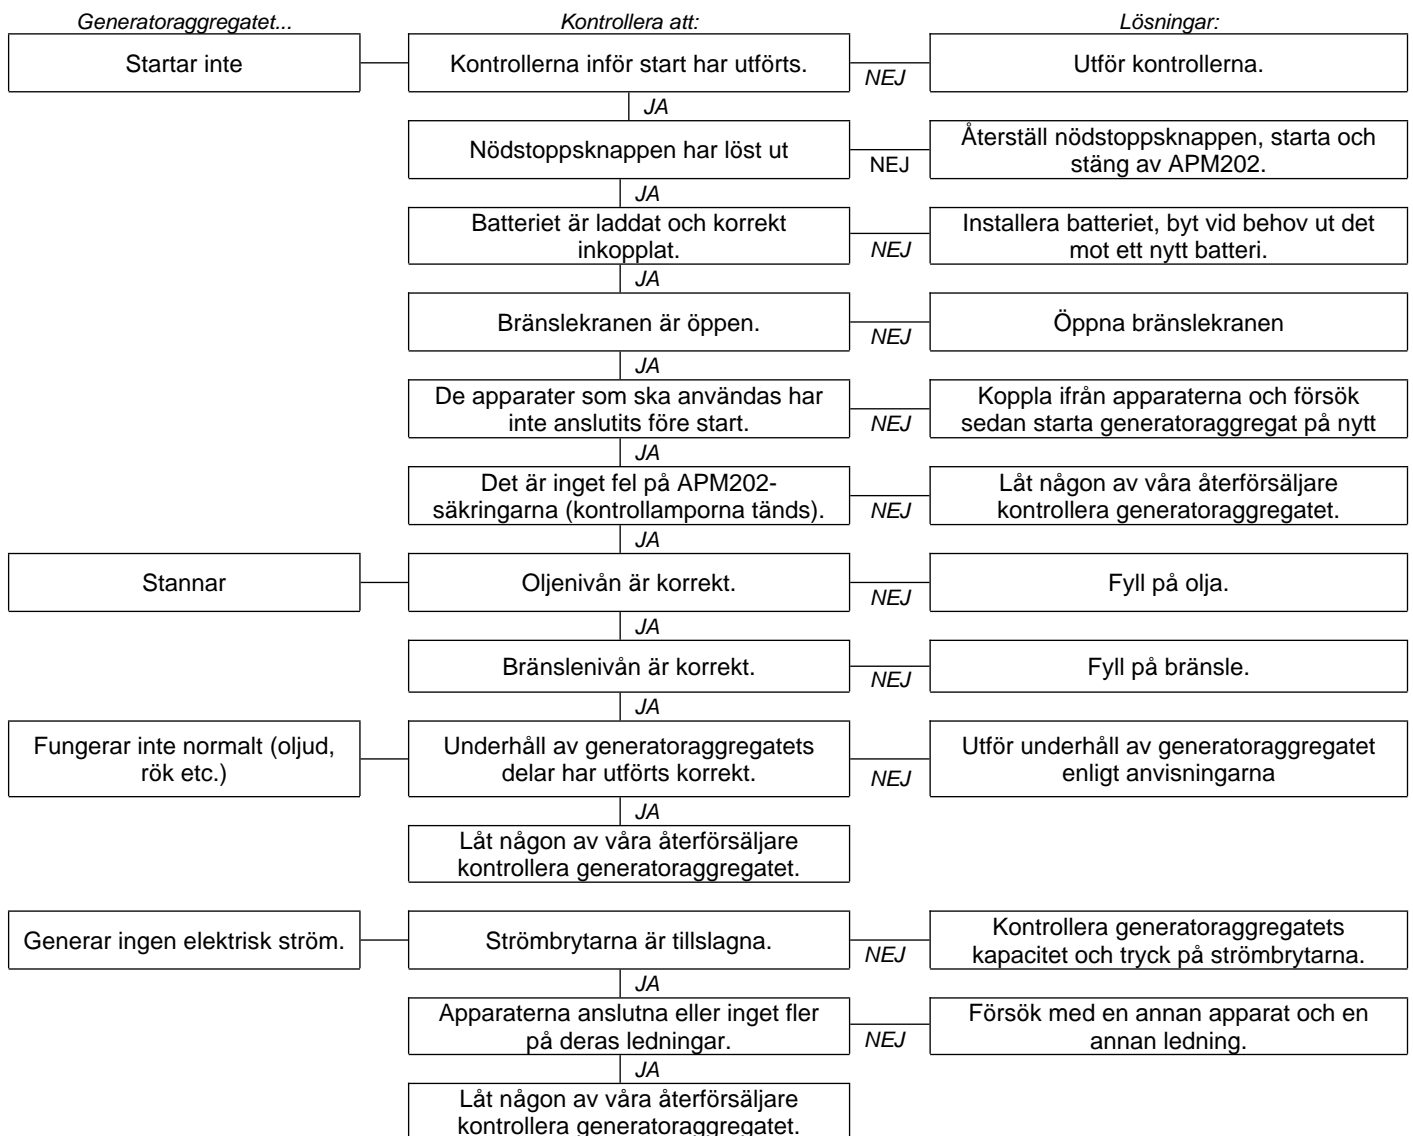 Generatoraggregatet...
Kontrollera att:
Lösningar:
Startar inte
Kontrollerna inför start har utförts.
NEJ
Utför kontrollerna.
JA
Nödstoppsknappen har löst ut
NEJ
Återställ nödstoppsknappen, starta och
stäng av APM202.
JA
Batteriet är laddat och korrekt
inkopplat.
NEJ
Installera batteriet, byt vid behov ut det
mot ett nytt batteri.
JA
Bränslekranen är öppen.
NEJ
Öppna bränslekranen
JA
De apparater som ska användas har
inte anslutits före start.
NEJ
Koppla ifrån apparaterna och försök
sedan starta generatoraggregat på nytt
JA
Det är inget fel på APM202-
säkringarna (kontrollamporna tänds).
NEJ
Låt någon av våra återförsäljare
kontrollera generatoraggregatet.
JA
Stannar
Oljenivån är korrekt.
NEJ
Fyll på olja.
JA
Bränslenivån är korrekt.
NEJ
Fyll på bränsle.
JA
Fungerar inte normalt (oljud,
rök etc.)
Underhåll av generatoraggregatets
delar har utförts korrekt.
NEJ
Utför underhåll av generatoraggregatet
enligt anvisningarna
JA
Låt någon av våra återförsäljare
kontrollera generatoraggregatet.
Generar ingen elektrisk ström.
Strömbrytarna är tillslagna.
NEJ
Kontrollera generatoraggregatets
kapacitet och tryck på strömbrytarna.
JA
Apparaterna anslutna eller inget fler
på deras ledningar.
NEJ
Försök med en annan apparat och en
annan ledning.
JA
Låt någon av våra återförsäljare
kontrollera generatoraggregatet.